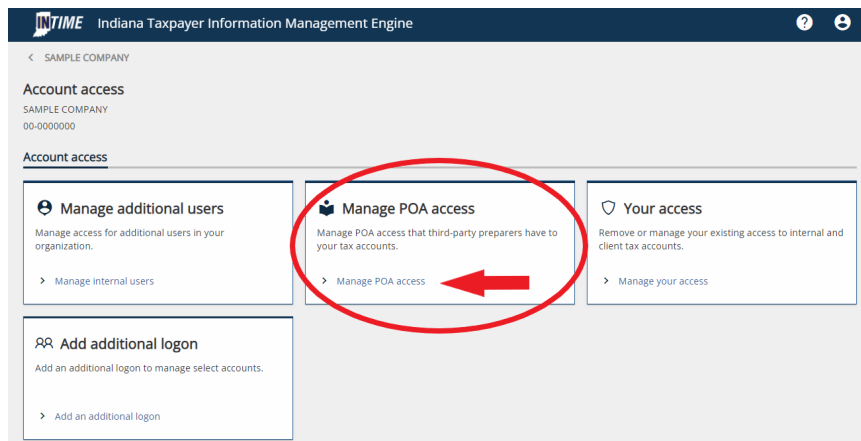 INTIME Indiana Taxpayer Information Management Engine
SAMPLE COMPANY
Account access
SAMPLE COMPANY
00-0000000
Account access
Manage additional users
Manage access for additional users in your
organization.
Manage internal users
Manage POA access
Manage POA access that third-party preparers have to
your tax accounts.
Manage POA access
Your access
Remove or manage your existing access to internal and
client tax accounts.
Manage your access
Add additional logon
Add an additional logon to manage select accounts.
Add an additional logon